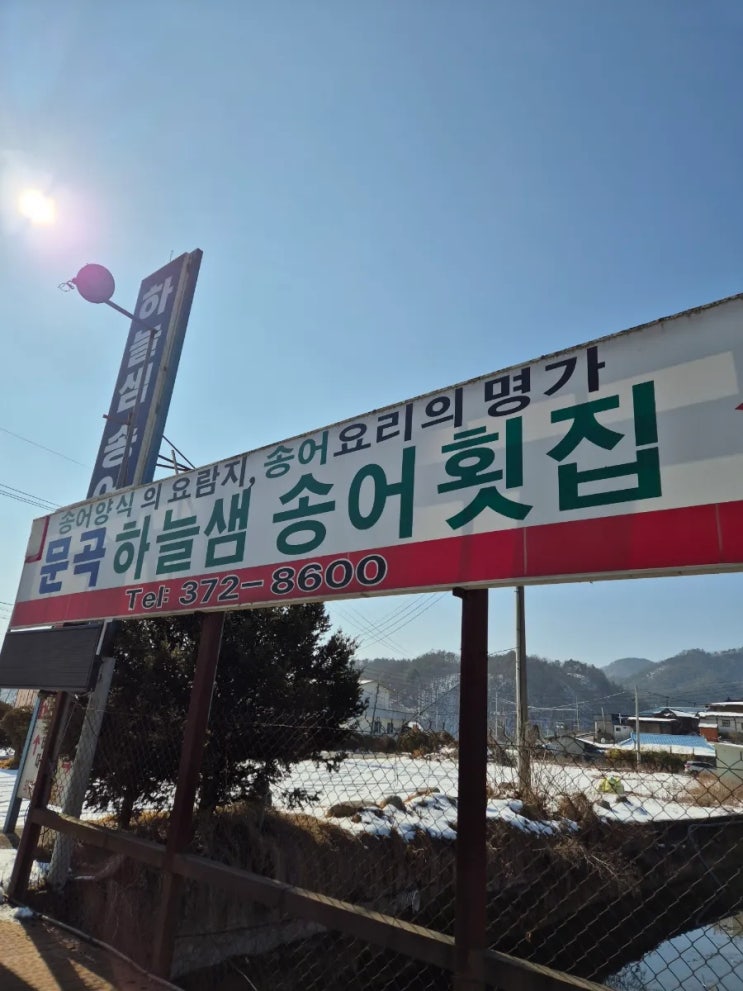 하늘샘 송어
송어양식 의 요람지, 송어요리의 명가
문곡 하늘샘 송어횟집
Tel: 372-8600